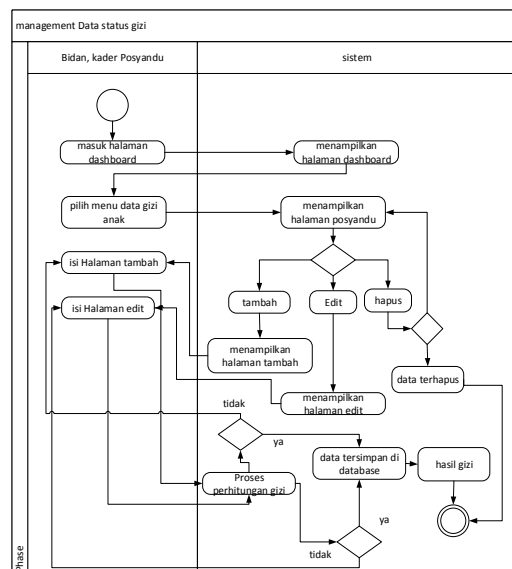 management Data status gizi
Bidan, kader Posyandu
sistem
masuk halaman
dashboard
menampilkan
halaman dashboard
pilih menu data gizi
anak
menampilkan
halaman posyandu
isi Halaman tambah
isi Halaman edit
tambah
Edit
hapus
menampilkan
halaman tambah
data terhapus
menampilkan
halaman edit
tidak
ya
data tersimpan di
database
hasil gizi
Proses
perhitungan gizi
ya
tidak
Phase